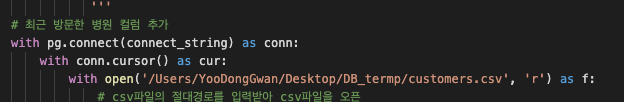 '''
# 최근 방문한 병원 컬럼 추가
with pg.connect(connect_string) as conn:
with conn.cursor() as cur:
with open('/Users/YooDongGwan/Desktop/DB_termp/customers.csv', 'r') as f:
# csv파일의 절대경로를 입력받아 csv파일을 오픈